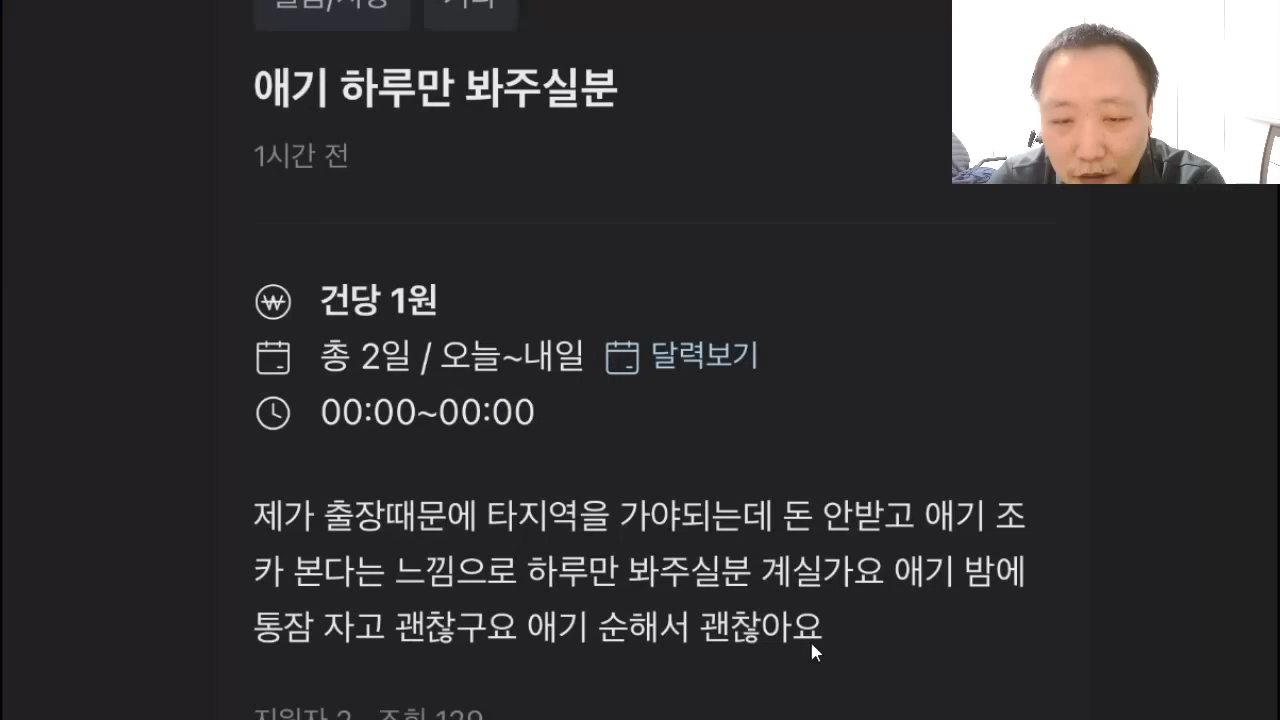 애기 하루만 봐주실분
1시간 전
건당 1원
총 2일 / 오늘~내일 달력보기
00:00~00:00
제가 출장때문에 타지역을 가야되는데 돈 안받고 애기 조
카 본다는 느낌으로 하루만 봐주실분 계실가요 애기 밤에
통잠 자고 괜찮구요 애기 순해서 괜찮아요